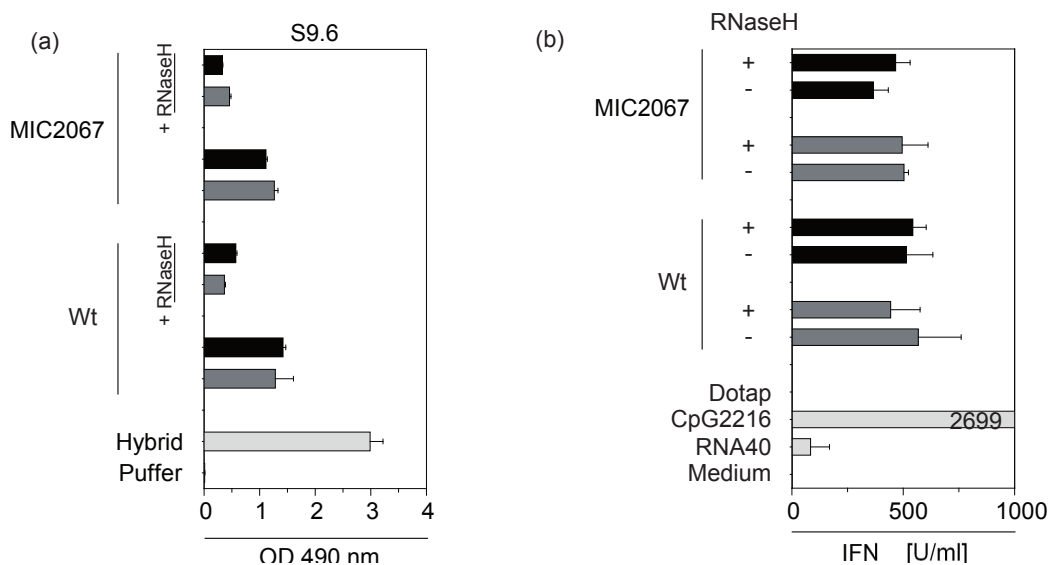 (a)
S9.6
MIC2067
+ RNaseH
Wt
+ RNaseH
Hybrid
Puffer
0 1 2 3 4
OD 490 nm
(b)
RNaseH
MIC2067
+
-
+
-
Wt
+
-
+
-
Dotap
CpG2216
2699
RNA40
Medium
0 500 1000
IFN [U/ml]